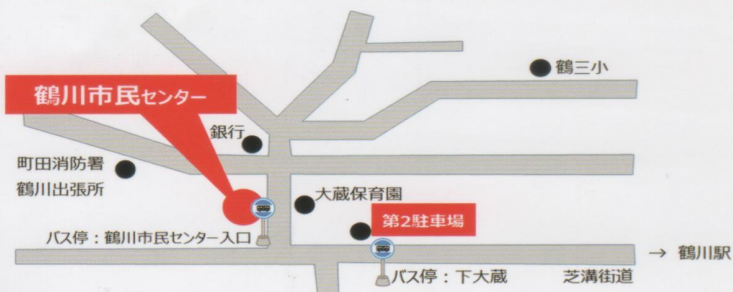 鶴三小
鶴川市民センター
銀行
町田消防署
鶴川出張所
大蔵保育園
第2駐車場
バス停：鶴川市民センター入口
→ 鶴川駅
バス停：下大蔵
芝溝街道